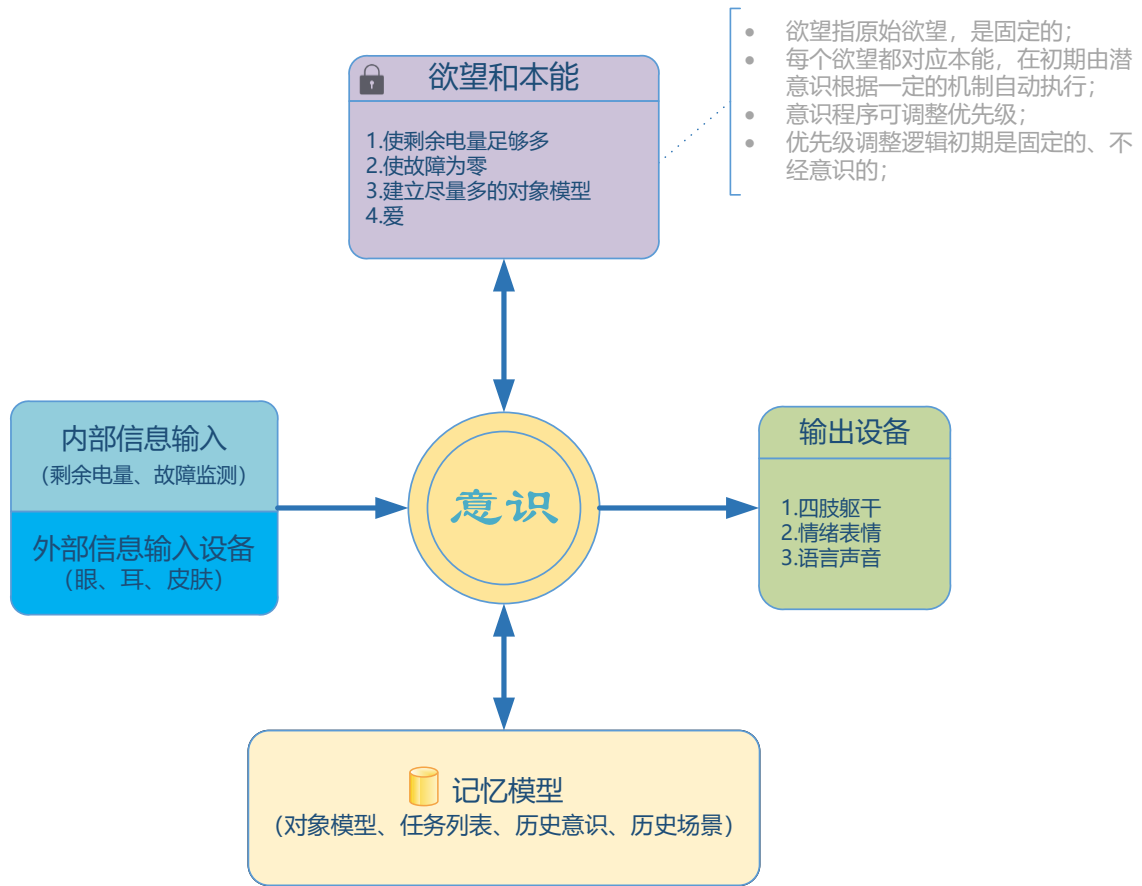 欲望指原始欲望，是固定的；
每个欲望都对应本能，在初期由潜
意识根据一定的机制自动执行；
意识程序可调整优先级；
优先级调整逻辑初期是固定的、不
经意识的；
欲望和本能
1.使剩余电量足够多
2.使故障为零
3.建立尽量多的对象模型
4.爱
内部信息输入
（剩余电量、故障监测）
外部信息输入设备
（眼、耳、皮肤）
意识
输出设备
1.四肢躯干
2.情绪表情
3.语言声音
记忆模型
（对象模型、任务列表、历史意识、历史场景）